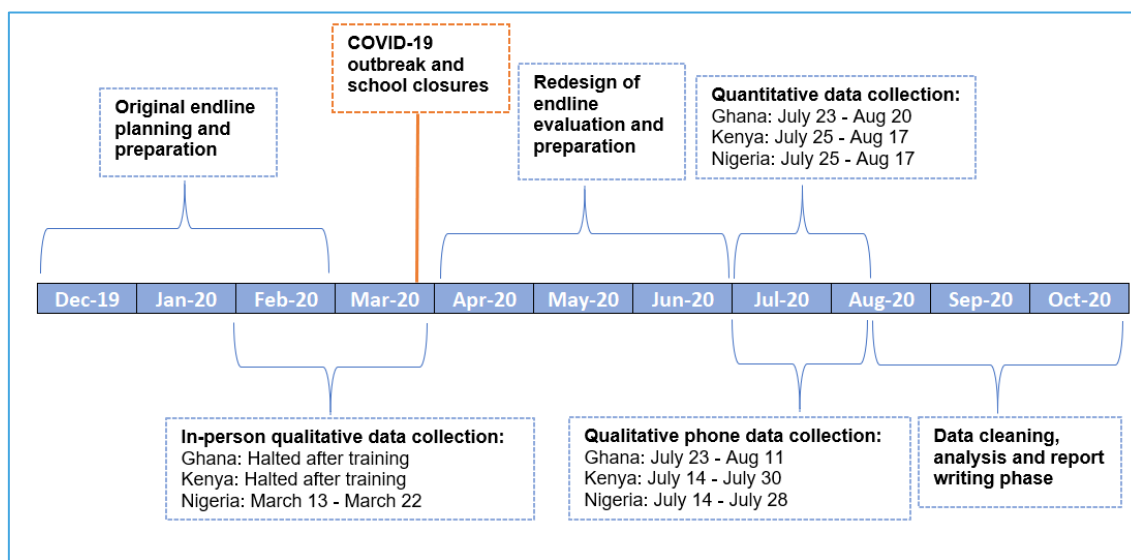 COVID-19
outbreak and
school closures
Original endline
planning and
preparation
Redesign of
endline
evaluation and
preparation
Quantitative data collection:
Ghana: July 23 - Aug 20
Kenya: July 25 - Aug 17
Nigeria: July 25 - Aug 17
Dec-19 Jan-20 Feb-20 Mar-20 Apr-20 May-20 Jun-20 Jul-20 Aug-20 Sep-20 Oct-20
In-person qualitative data collection:
Ghana: Halted after training
Kenya: Halted after training
Nigeria: March 13 - March 22
Qualitative phone data collection:
Ghana: July 23 - Aug 11
Kenya: July 14 - July 30
Nigeria: July 14 - July 28
Data cleaning,
analysis and report
writing phase